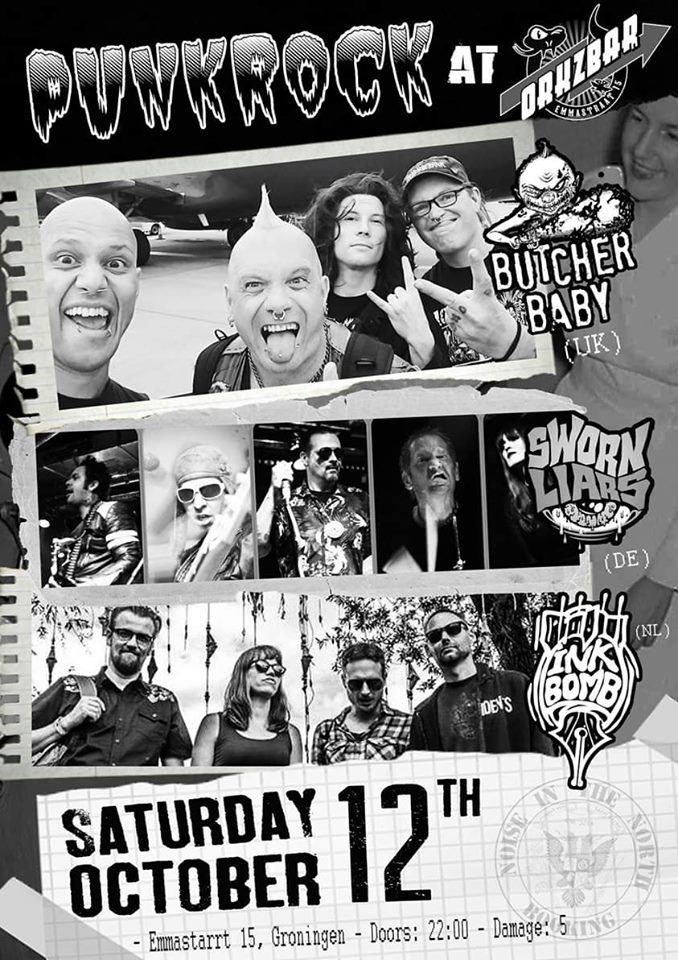 PUNKROCK AT ORKZBAR
EMMASTRAAT 15
BUTCHER
BABY
(UK)
SWORN
LIARS
(DE)
(NL)
INK
BOMB
SATURDAY
OCTOBER 12TH
NOISE IN THE NORTH
BOOKING
- Emmastarrt 15, Groningen - Doors: 22:00 - Damage: 5